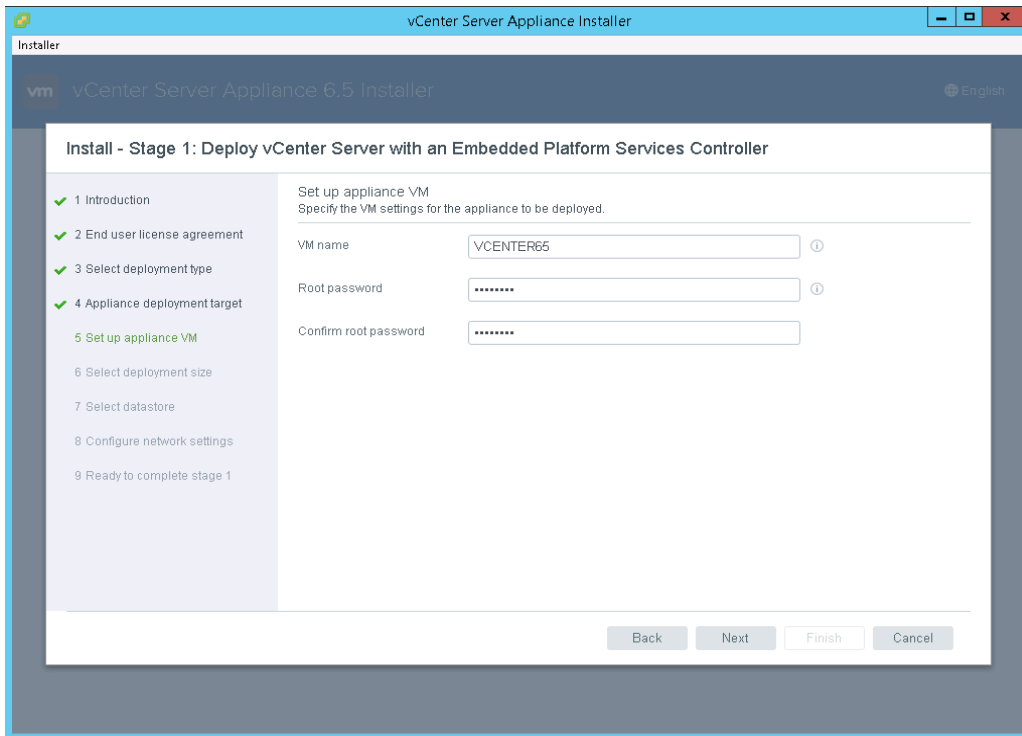 vCenter Server Appliance Installer
Installer
vm vCenter Server Appliance 6.5 Installer
English
Install - Stage 1: Deploy vCenter Server with an Embedded Platform Services Controller
1 Introduction
2 End user license agreement
3 Select deployment type
4 Appliance deployment target
5 Set up appliance VM
6 Select deployment size
7 Select datastore
8 Configure network settings
9 Ready to complete stage 1
Set up appliance VM
Specify the VM settings for the appliance to be deployed.
VM name
VCENTER65
Root password
••••••••
Confirm root password
••••••••
Back
Next
Finish
Cancel